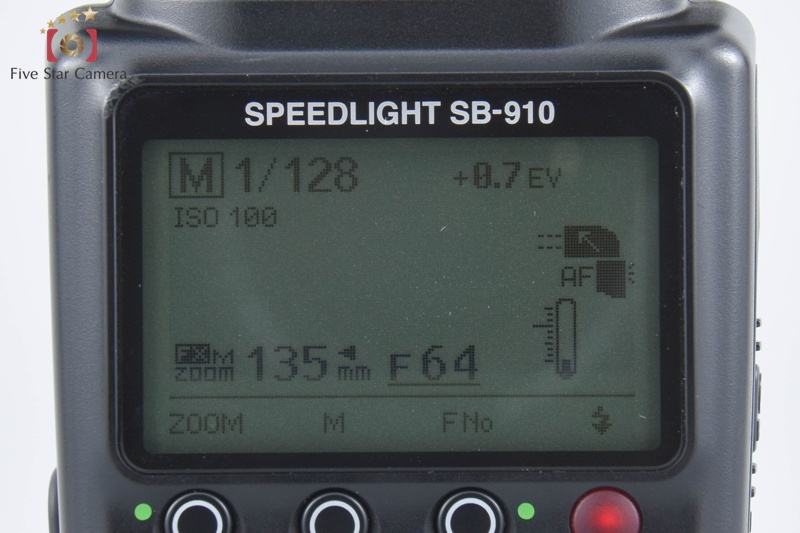 Five Star Camera
SPEEDLIGHT SB-910
M 1/128 +0.7 EV
ISO 100
AF
FX M
ZOOM 135 mm F64
ZOOM M FNo